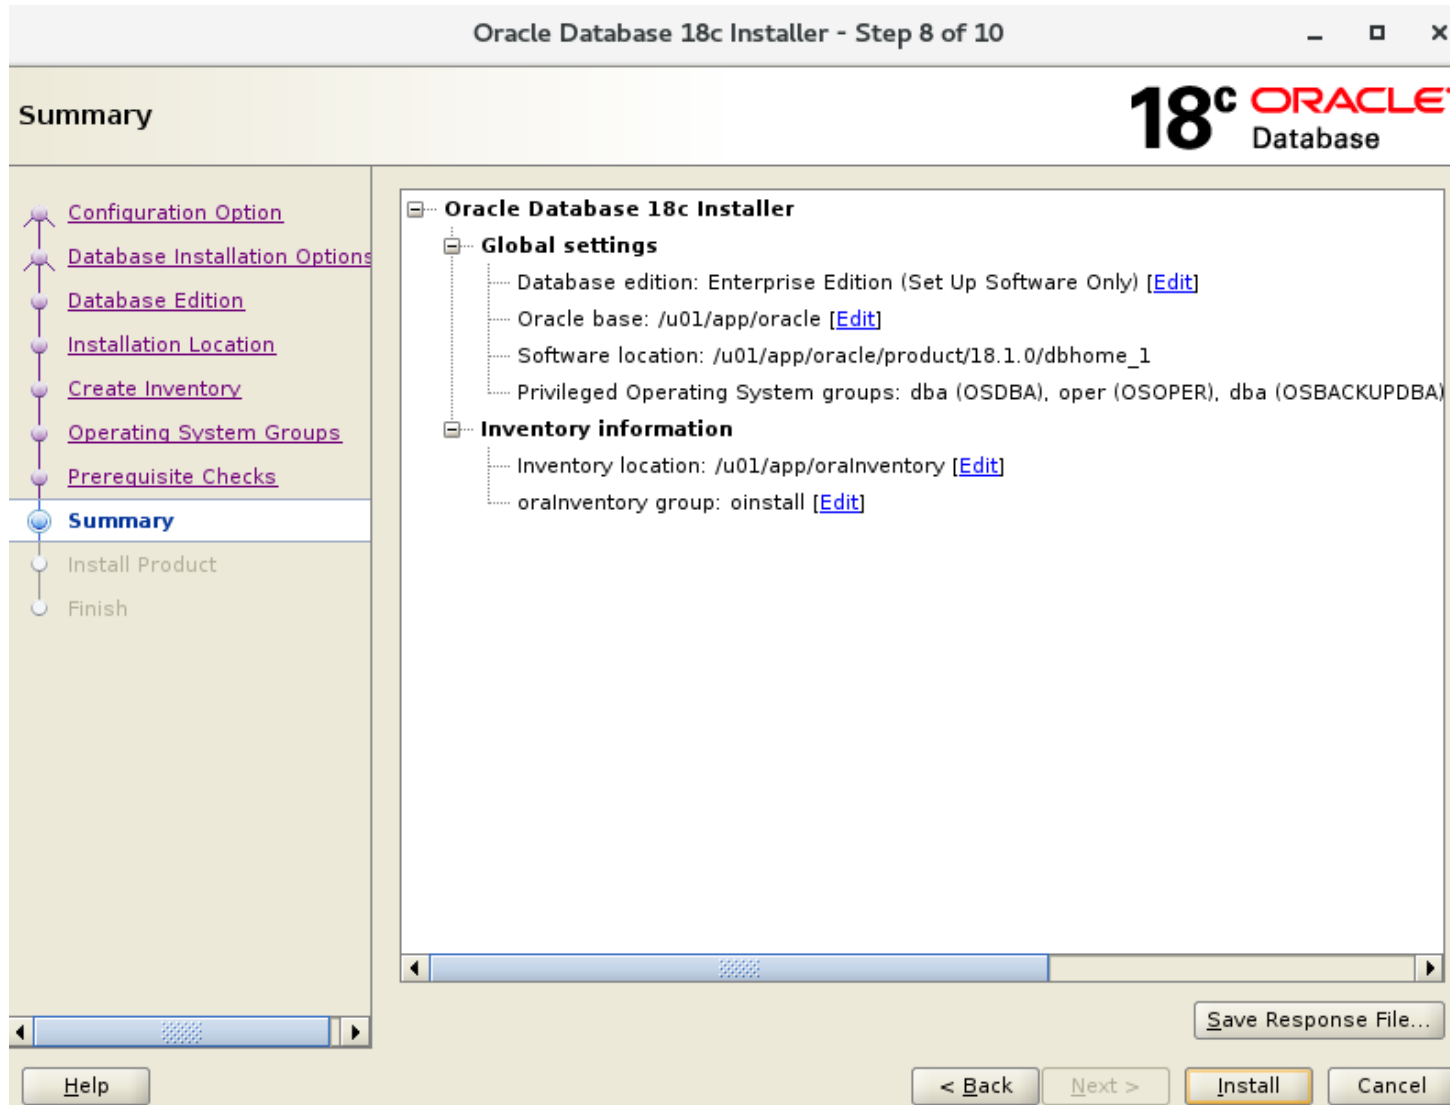 Oracle Database 18c Installer - Step 8 of 10
Summary
18c ORACLE
Database
Configuration Option
Database Installation Options
Database Edition
Installation Location
Create Inventory
Operating System Groups
Prerequisite Checks
Summary
Install Product
Finish
Oracle Database 18c Installer
Global settings
Database edition: Enterprise Edition (Set Up Software Only) [Edit]
Oracle base: /u01/app/oracle [Edit]
Software location: /u01/app/oracle/product/18.1.0/dbhome_1
Privileged Operating System groups: dba (OSDBA), oper (OSOPER), dba (OSBACKUPDBA)
Inventory information
Inventory location: /u01/app/oraInventory [Edit]
oraInventory group: oinstall [Edit]
Save Response File...
Help
< Back
Next >
Install
Cancel